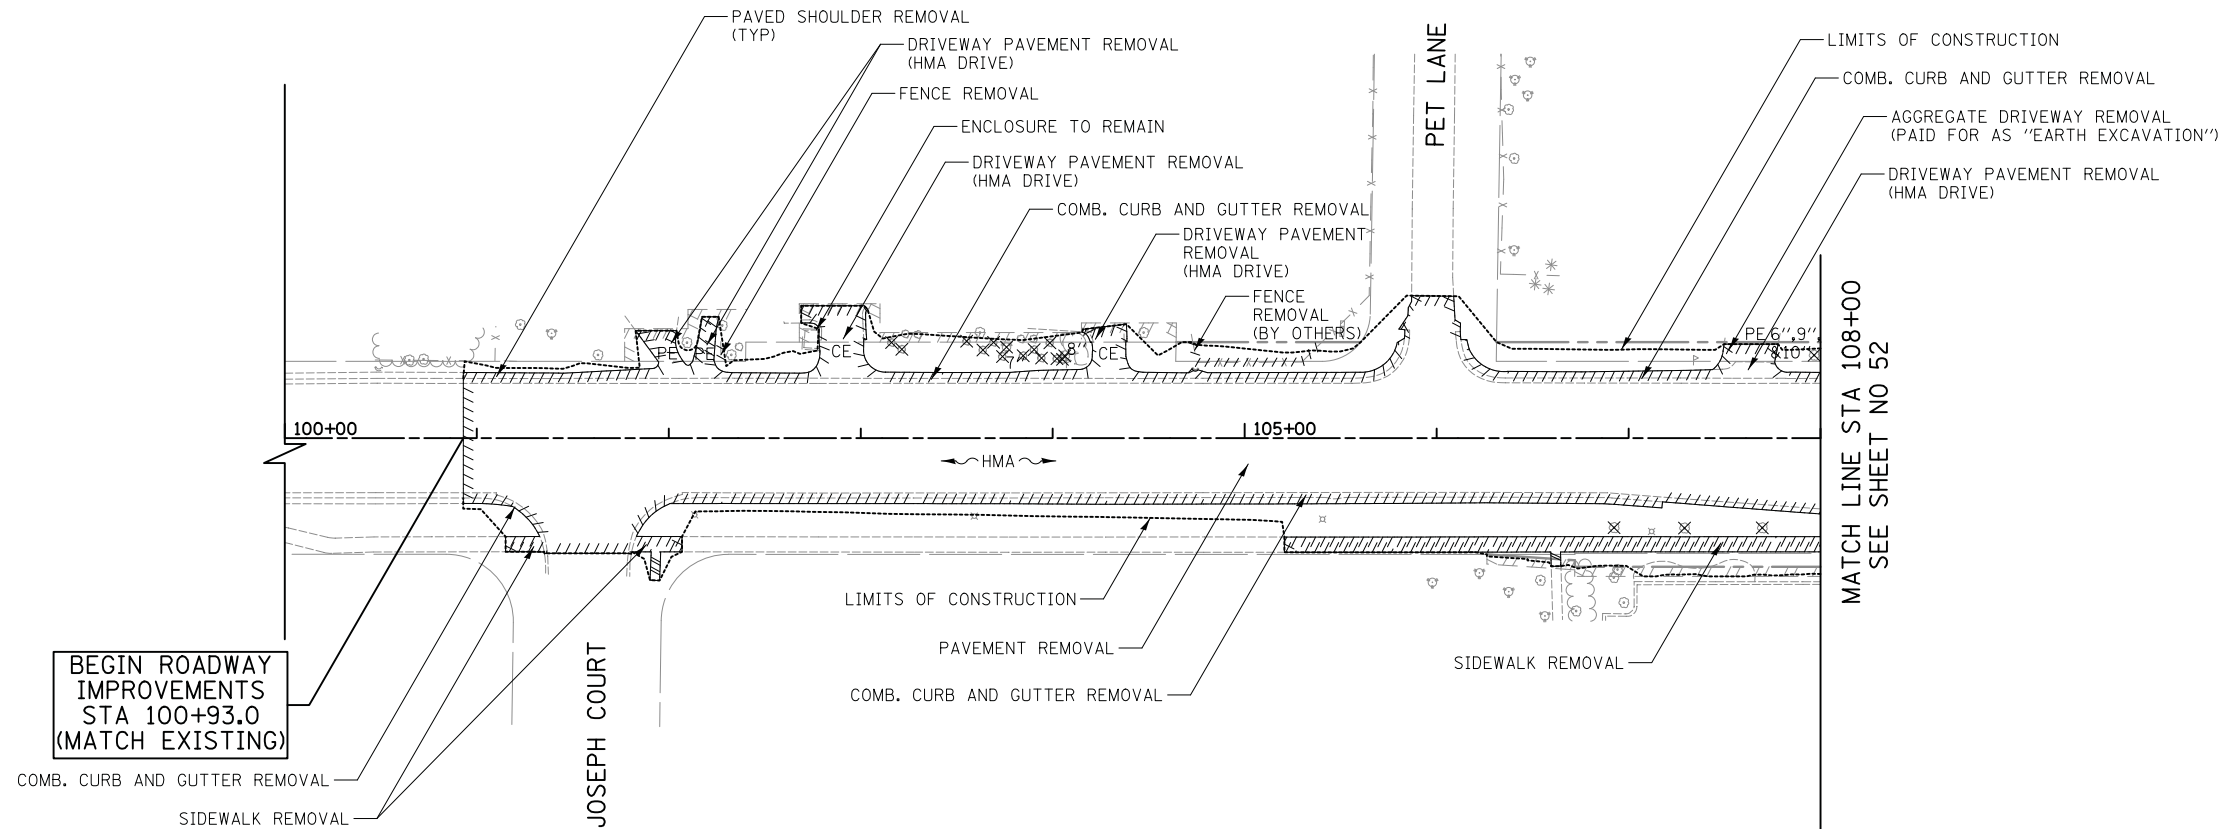 PAVED SHOULDER REMOVAL
(TYP)
DRIVEWAY PAVEMENT REMOVAL
(HMA DRIVE)
FENCE REMOVAL
ENCLOSURE TO REMAIN
DRIVEWAY PAVEMENT REMOVAL
(HMA DRIVE)
COMB. CURB AND GUTTER REMOVAL
DRIVEWAY PAVEMENT
REMOVAL
(HMA DRIVE)
FENCE
REMOVAL
(BY OTHERS)
PET LANE
LIMITS OF CONSTRUCTION
COMB. CURB AND GUTTER REMOVAL
AGGREGATE DRIVEWAY REMOVAL
(PAID FOR AS "EARTH EXCAVATION")
DRIVEWAY PAVEMENT REMOVAL
(HMA DRIVE)
PE
PE
CE
8"
CE
PE6",9",
&10"
100+00
105+00
HMA
MATCH LINE STA 108+00
SEE SHEET NO 52
LIMITS OF CONSTRUCTION
PAVEMENT REMOVAL
COMB. CURB AND GUTTER REMOVAL
SIDEWALK REMOVAL
BEGIN ROADWAY
IMPROVEMENTS
STA 100+93.0
(MATCH EXISTING)
JOSEPH COURT
COMB. CURB AND GUTTER REMOVAL
SIDEWALK REMOVAL